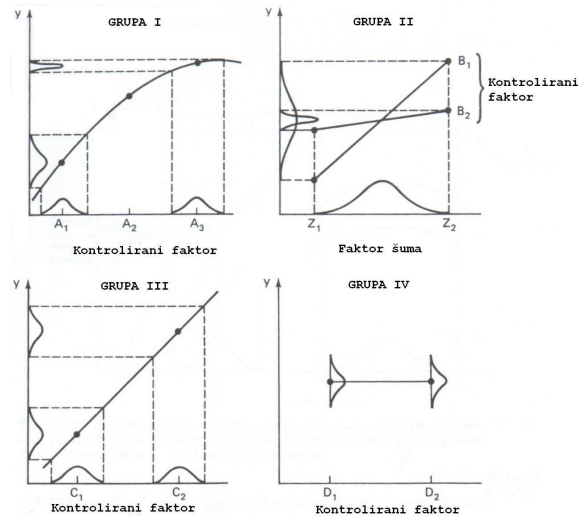 y
GRUPA I
A1
A2
A3
Kontrolirani faktor
y
GRUPA II
B1
B2
Kontrolirani
faktor
Z1
Z2
Faktor šuma
y
GRUPA III
C1
C2
Kontrolirani faktor
y
GRUPA IV
D1
D2
Kontrolirani faktor